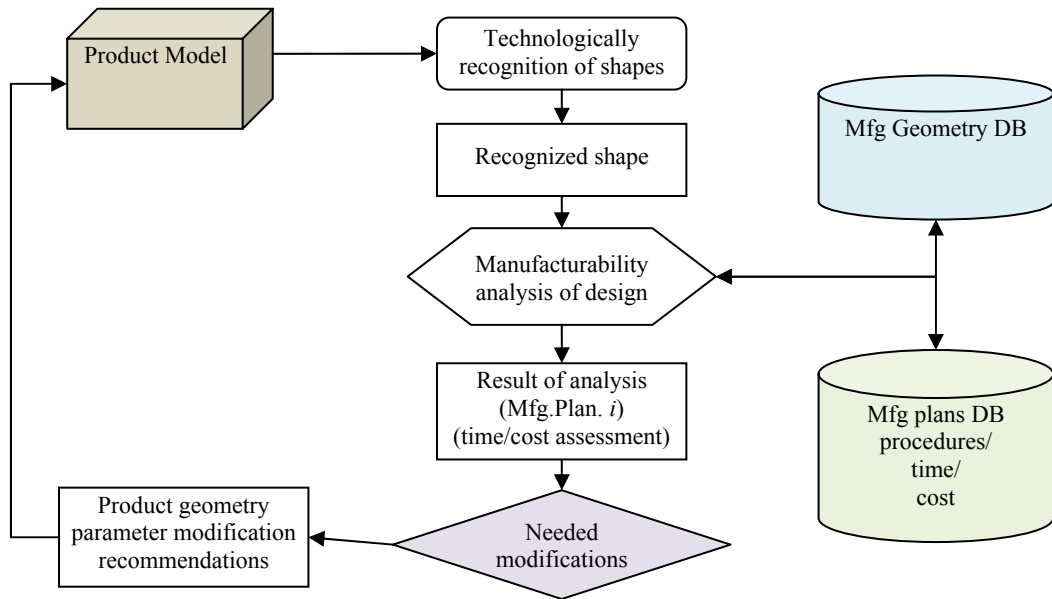 Product Model
Technologically
recognition of shapes
Recognized shape
Mfg Geometry DB
Manufacturability
analysis of design
Result of analysis
(Mfg.Plan. i)
(time/cost assessment)
Mfg plans DB
procedures/
time/
cost
Needed
modifications
Product geometry
parameter modification
recommendations